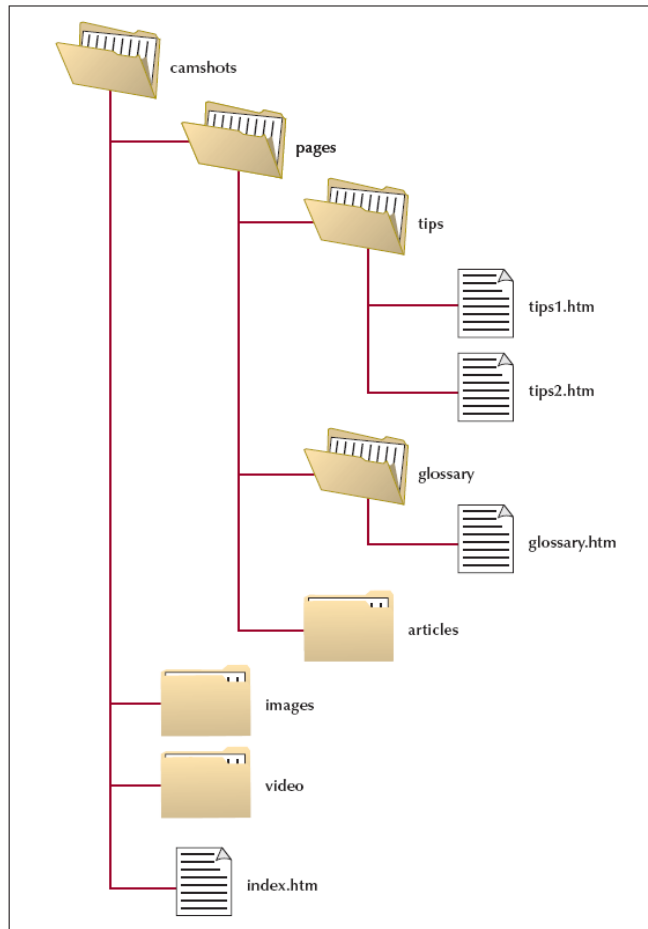 camshots
pages
tips
tips1.htm
tips2.htm
glossary
glossary.htm
articles
images
video
index.htm